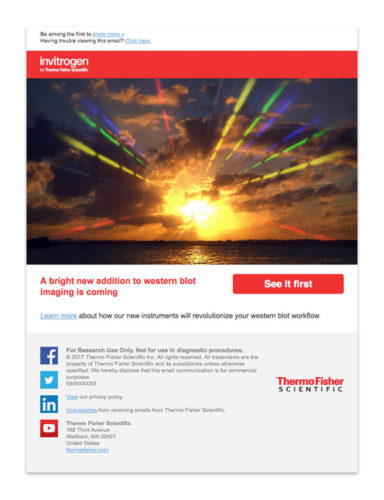 Be among the first to know more »
Having trouble viewing this email? Click here.
invitrogen
by Thermo Fisher Scientific
A bright new addition to western blot
imaging is coming
See it first
Learn more about how our new instruments will revolutionize your western blot workflow
For Research Use Only. Not for use in diagnostic procedures.
© 2017 Thermo Fisher Scientific Inc. All rights reserved. All trademarks are the
property of Thermo Fisher Scientific and its subsidiaries unless otherwise
specified. We hereby disclose that this email communication is for commercial
purposes.
EMXXXXXX
View our privacy policy.
Unsubscribe from receiving emails from Thermo Fisher Scientific.
Thermo Fisher Scientific
168 Third Avenue
Waltham, MA 02451
United States
thermofisher.com
ThermoFisher
SCIENTIFIC